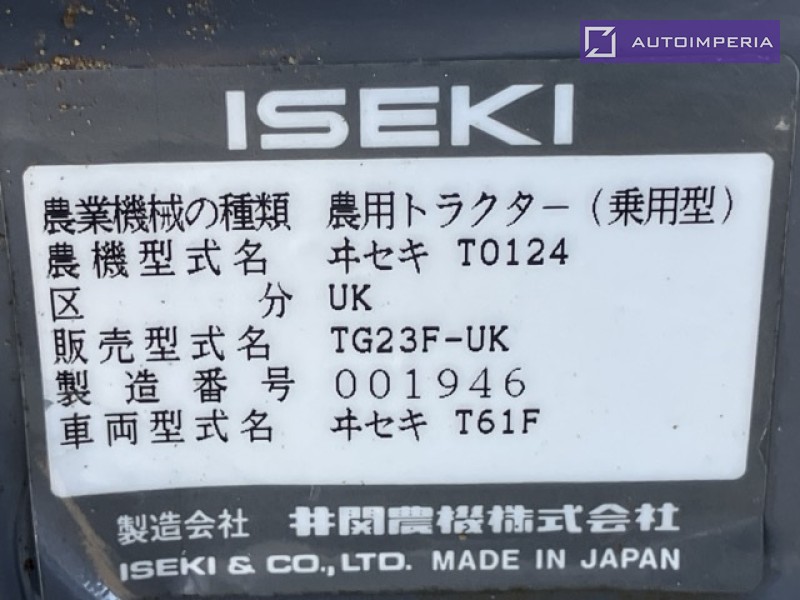 AUTOIMPERIA
ISEKI
農業機械の種類 農用トラクター(乗用型)
農機型式名 ヰセキ T0124
区分 UK
販売型式名 TG23F-UK
製造番号 001946
車両型式名 ヰセキ T61F
製造会社 井関農機株式会社
ISEKI & CO., LTD. MADE IN JAPAN